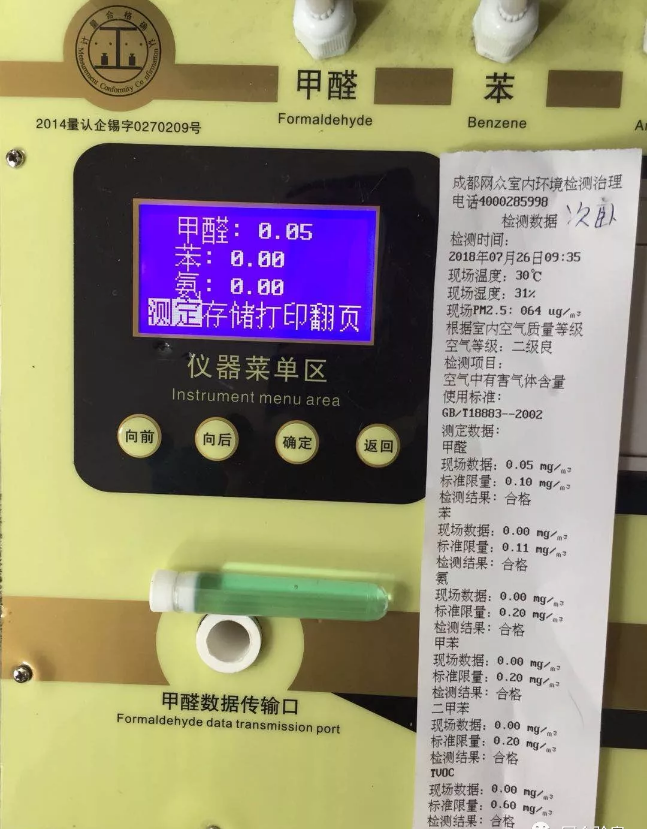 计量合格确认
Measurement Conformity Co nfirmation
2014量认企锡字0270209号
甲醛
Formaldehyde
苯
Benzene
甲醛: 0.05
苯: 0.00
氨: 0.00
测定存储打印翻页
仪器菜单区
Instrument menu area
向前
向后
确定
返回
甲醛数据传输口
Formaldehyde data transmission port
成都网众室内环境检测治理
电话4000285998
检测数据 次卧
检测时间:
2018年07月26日09:35
现场温度: 30℃
现场湿度: 31%
现场PM2.5: 064 ug/m³
根据室内空气质量等级
空气等级: 二级良
检测项目:
空气中有害气体含量
使用标准:
GB/T18883--2002
测定数据:
甲醛
现场数据: 0.05 mg/m³
标准限量: 0.10 mg/m³
检测结果: 合格
苯
现场数据: 0.00 mg/m³
标准限量: 0.11 mg/m³
检测结果: 合格
氨
现场数据: 0.00 mg/m³
标准限量: 0.20 mg/m³
检测结果: 合格
甲苯
现场数据: 0.00 mg/m³
标准限量: 0.20 mg/m³
检测结果: 合格
二甲苯
现场数据: 0.00 mg/m³
标准限量: 0.20 mg/m³
检测结果: 合格
TVOC
现场数据: 0.00 mg/m³
标准限量: 0.60 mg/m³
检测结果: 合格